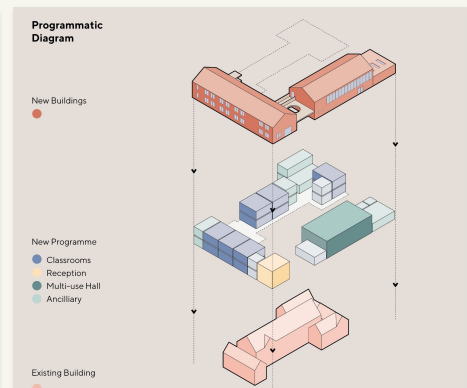 Programmatic
Diagram
New Buildings
New Programme
Classrooms
Reception
Multi-use Hall
Ancilliary
Existing Building